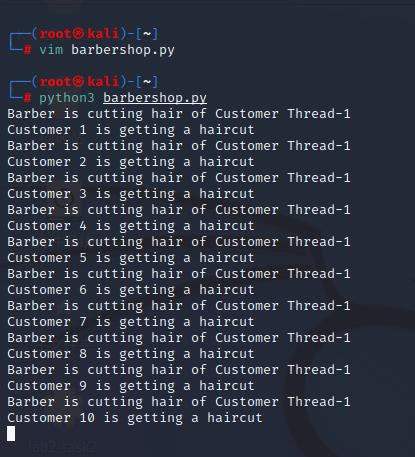 ┌──(root㉿kali)-[~]
└─# vim barbershop.py
┌──(root㉿kali)-[~]
└─# python3 barbershop.py
Barber is cutting hair of Customer Thread-1
Customer 1 is getting a haircut
Barber is cutting hair of Customer Thread-1
Customer 2 is getting a haircut
Barber is cutting hair of Customer Thread-1
Customer 3 is getting a haircut
Barber is cutting hair of Customer Thread-1
Customer 4 is getting a haircut
Barber is cutting hair of Customer Thread-1
Customer 5 is getting a haircut
Barber is cutting hair of Customer Thread-1
Customer 6 is getting a haircut
Barber is cutting hair of Customer Thread-1
Customer 7 is getting a haircut
Barber is cutting hair of Customer Thread-1
Customer 8 is getting a haircut
Barber is cutting hair of Customer Thread-1
Customer 9 is getting a haircut
Barber is cutting hair of Customer Thread-1
Customer 10 is getting a haircut